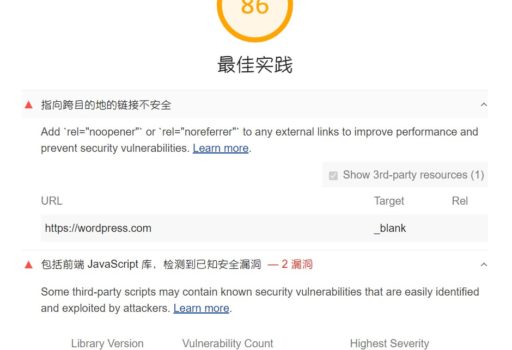 86
最佳实践
指向跨目的地的链接不安全
Add `rel="noopener"` or `rel="noreferrer"` to any external links to improve performance and
prevent security vulnerabilities. Learn more.
Show 3rd-party resources (1)
URL Target Rel
https://wordpress.com _blank
包括前端 JavaScript 库，检测到已知安全漏洞 — 2 漏洞
Some third-party scripts may contain known security vulnerabilities that are easily identified
and exploited by attackers. Learn more.
Library Version Vulnerability Count Highest Severity